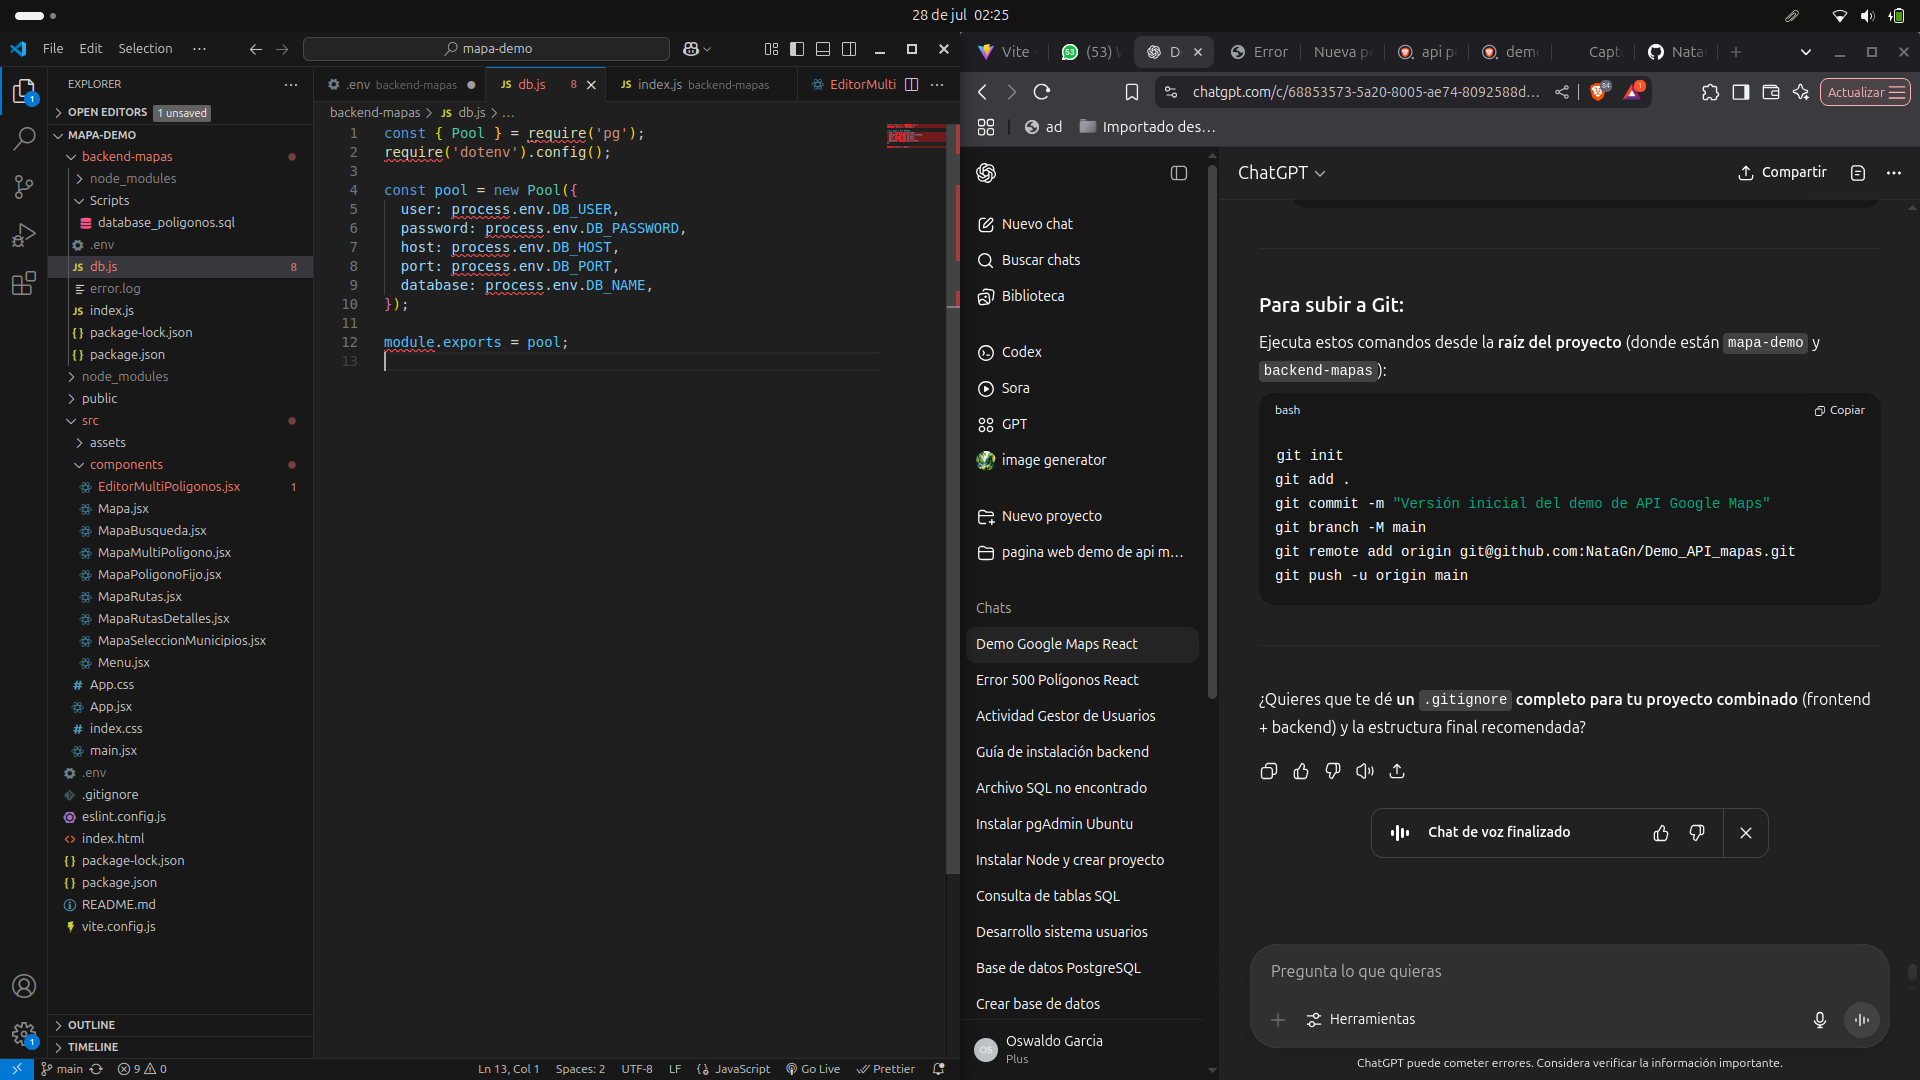 28 de jul 02:25
File Edit Selection ···
mapa-demo
EXPLORER
OPEN EDITORS 1 unsaved
MAPA-DEMO
backend-mapas
node_modules
Scripts
database_poligonos.sql
.env
db.js 8
error.log
index.js
package-lock.json
package.json
node_modules
public
src
assets
components
EditorMultiPoligonos.jsx 1
Mapa.jsx
MapaBusqueda.jsx
MapaMultiPoligono.jsx
MapaPoligonoFijo.jsx
MapaRutas.jsx
MapaRutasDetalles.jsx
MapaSeleccionMunicipios.jsx
Menu.jsx
App.css
App.jsx
index.css
main.jsx
.env
.gitignore
eslint.config.js
index.html
package-lock.json
package.json
README.md
vite.config.js
OUTLINE
TIMELINE
.env backend-mapas
db.js 8
index.js backend-mapas
EditorMulti
backend-mapas > JS db.js > ...
1 const { Pool } = require('pg');
2 require('dotenv').config();
3
4 const pool = new Pool({
5 user: process.env.DB_USER,
6 password: process.env.DB_PASSWORD,
7 host: process.env.DB_HOST,
8 port: process.env.DB_PORT,
9 database: process.env.DB_NAME,
10 });
11
12 module.exports = pool;
13
main 9 0 Ln 13, Col 1 Spaces: 2 UTF-8 LF {} JavaScript Go Live Prettier
Vite (53) W D Error Nueva p api p demo Capt Nata
chatgpt.com/c/68853573-5a20-8005-ae74-8092588d... 84 1 Actualizar
ad Importado des...
Nuevo chat
Buscar chats
Biblioteca
Codex
Sora
GPT
image generator
Nuevo proyecto
pagina web demo de api m...
Chats
Demo Google Maps React
Error 500 Polígonos React
Actividad Gestor de Usuarios
Guía de instalación backend
Archivo SQL no encontrado
Instalar pgAdmin Ubuntu
Instalar Node y crear proyecto
Consulta de tablas SQL
Desarrollo sistema usuarios
Base de datos PostgreSQL
Crear base de datos
OS Oswaldo Garcia
Plus
ChatGPT
Compartir
Para subir a Git:
Ejecuta estos comandos desde la raíz del proyecto (donde están mapa-demo y
backend-mapas):
bash Copiar
git init
git add .
git commit -m "Versión inicial del demo de API Google Maps"
git branch -M main
git remote add origin git@github.com:NataGn/Demo_API_mapas.git
git push -u origin main
¿Quieres que te dé un .gitignore completo para tu proyecto combinado (frontend
+ backend) y la estructura final recomendada?
Chat de voz finalizado
Pregunta lo que quieras
Herramientas
ChatGPT puede cometer errores. Considera verificar la información importante.